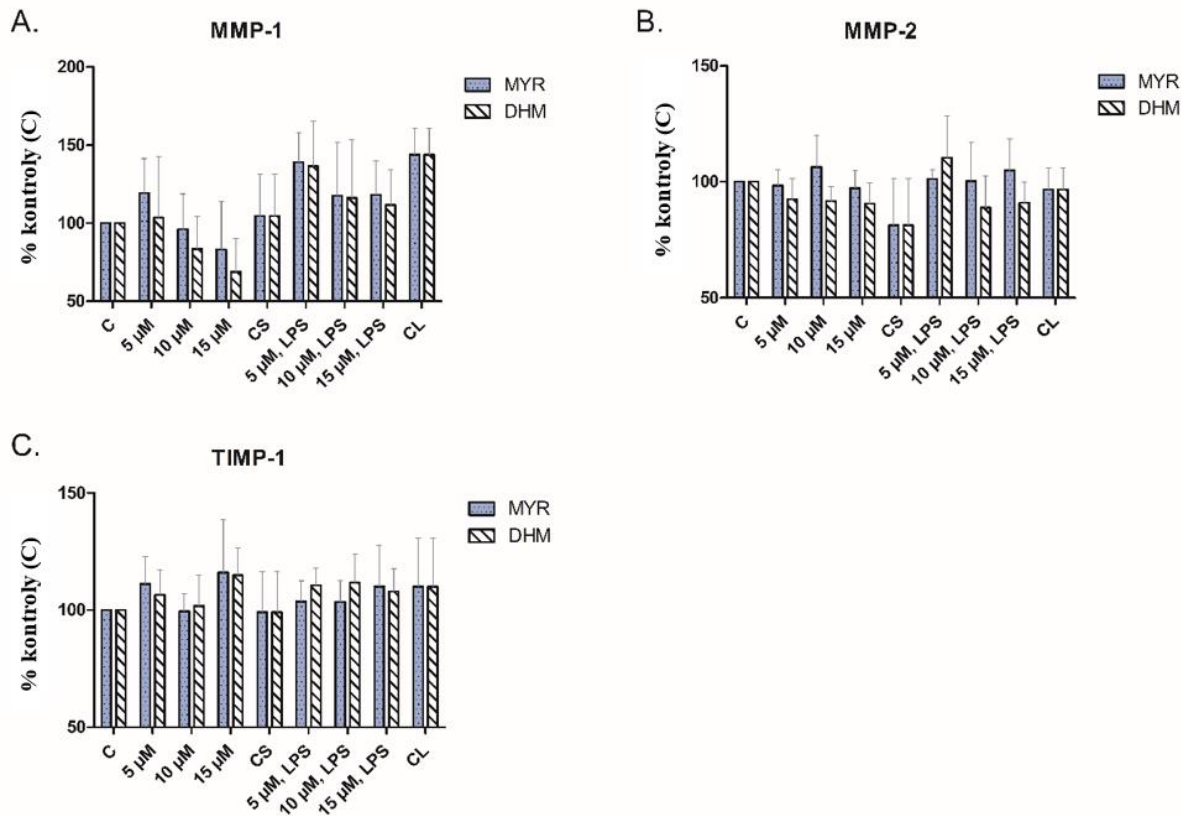 A.
MMP-1
% kontroly (C)
200
150
100
50
C
5 µM
10 µM
15 µM
CS
5 µM, LPS
10 µM, LPS
15 µM, LPS
CL
MYR
DHM
B.
MMP-2
% kontroly (C)
150
100
50
C
5 µM
10 µM
15 µM
CS
5 µM, LPS
10 µM, LPS
15 µM, LPS
CL
MYR
DHM
C.
TIMP-1
% kontroly (C)
150
100
50
C
5 µM
10 µM
15 µM
CS
5 µM, LPS
10 µM, LPS
15 µM, LPS
CL
MYR
DHM